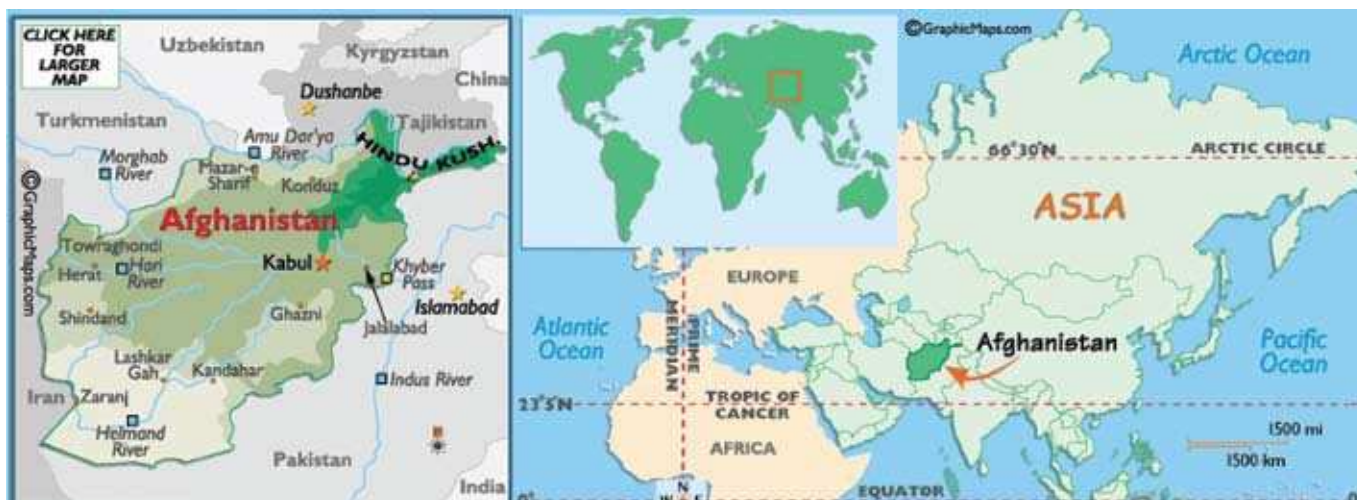 CLICK HERE
FOR
LARGER
MAP
Uzbekistan
Kyrgyzstan
China
Dushanbe
Turkmenistan
Amu Dar'ya
River
Tajikistan
HINDU KUSH.
Morghab
River
Mazar-e
Sharif
Konduz
©GraphicMaps.com
Afghanistan
Towraghondi
Hari
River
Herat
Kabul
Khyber
Pass
Islamabad
Shindand
Ghazni
Jalalabad
Lashkar
Gah
Kandahar
Indus River
Iran
Zaranj
Helmand
River
Pakistan
India
©GraphicMaps.com
Arctic Ocean
66°30'N
ARCTIC CIRCLE
ASIA
EUROPE
Atlantic
Ocean
MERIDIAN
PRIME
Afghanistan
Pacific
Ocean
23°5'N
TROPIC OF
CANCER
AFRICA
1500 mi
1500 km
0°
W
N
E
EQUATOR